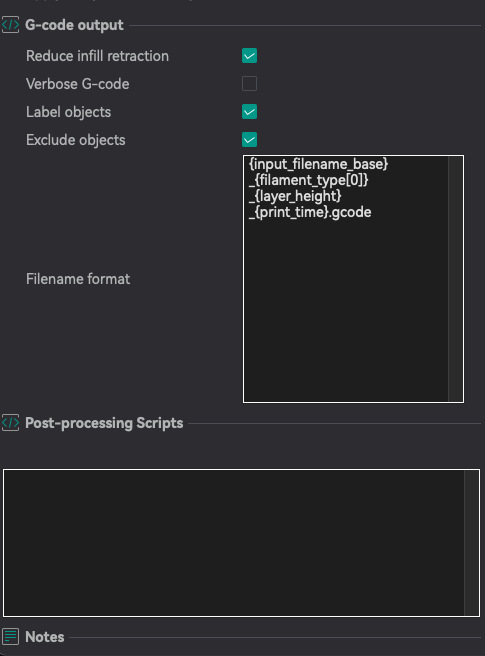 G-code output
Reduce infill retraction
Verbose G-code
Label objects
Exclude objects
Filename format
{input_filename_base}
_{filament_type[0]}
_{layer_height}
_{print_time}.gcode
Post-processing Scripts
Notes